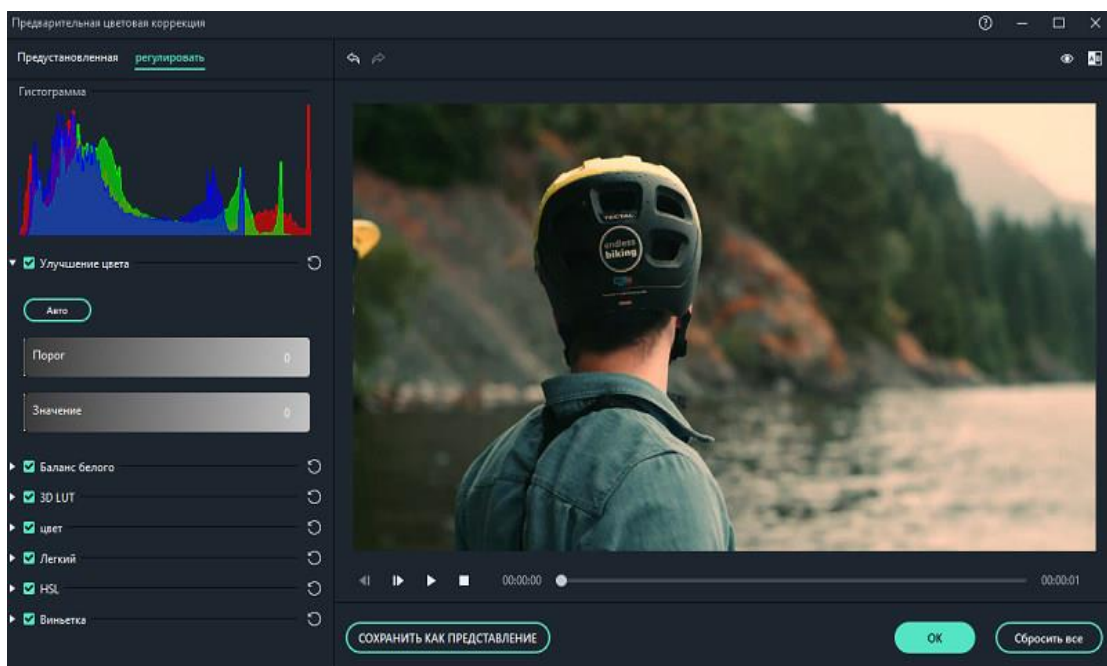 Предварительная цветовая коррекция
Предустановленная регулировать
Гистограмма
Улучшение цвета
Авто
Порог 0
Значение 0
Баланс белого
3D LUT
цвет
Легкий
HSL
Виньетка
TECTAL
endless
biking
00:00:00 00:00:01
СОХРАНИТЬ КАК ПРЕДСТАВЛЕНИЕ OK Сбросить все